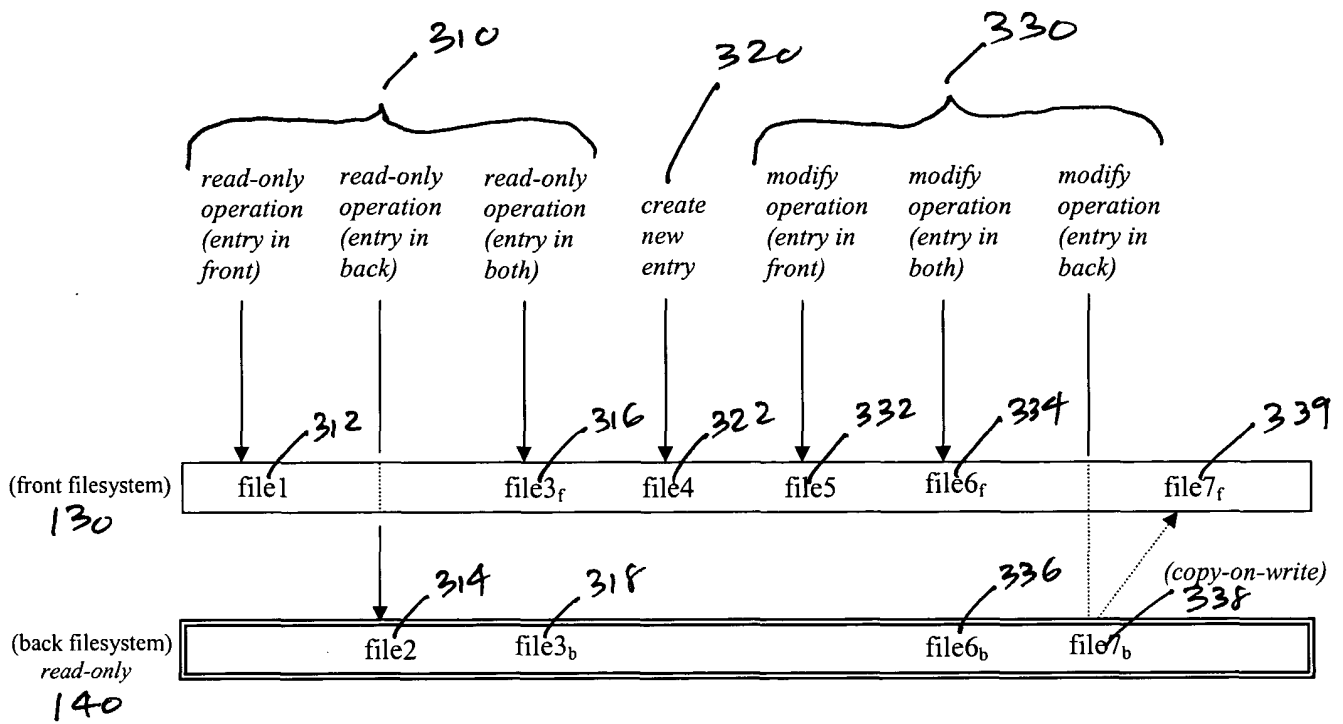 310
320
330
read-only operation (entry in front)
read-only operation (entry in back)
read-only operation (entry in both)
create new entry
modify operation (entry in front)
modify operation (entry in both)
modify operation (entry in back)
312
316
322
332
334
339
(front filesystem)
130
file1
file3f
file4
file5
file6f
file7f
(copy-on-write)
314
318
336
338
(back filesystem)
read-only
140
file2
file3b
file6b
file7b